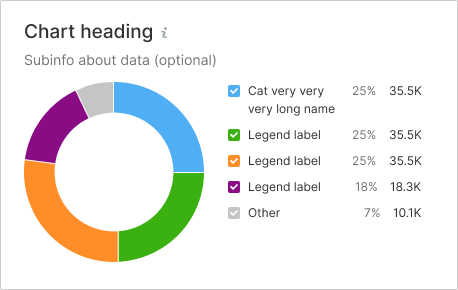 Chart heading i
Subinfo about data (optional)
Cat very very 25% 35.5K
very long name
Legend label 25% 35.5K
Legend label 25% 35.5K
Legend label 18% 18.3K
Other 7% 10.1K